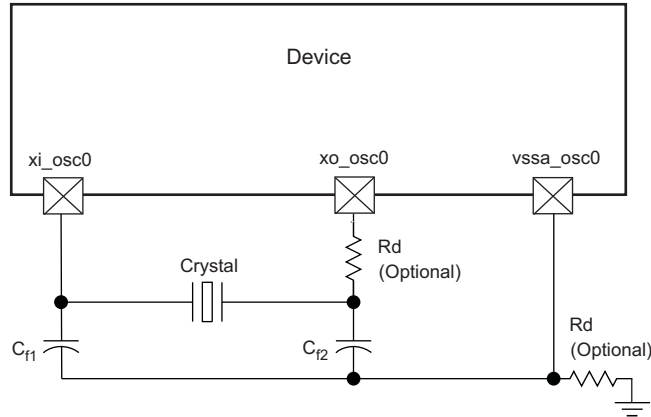 Device
xi_osc0
xo_osc0
vssa_osc0
Rd
(Optional)
Crystal
Rd
(Optional)
Cf1
Cf2